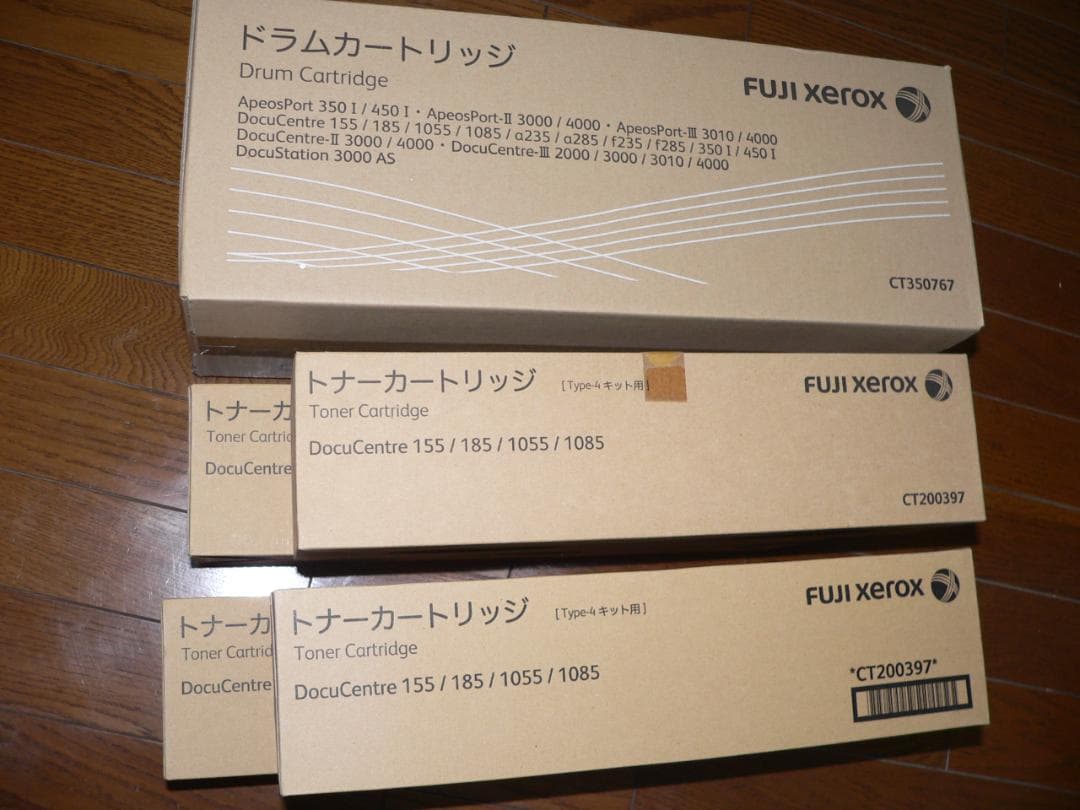 ドラムカートリッジ
Drum Cartridge
FUJI xerox
ApeosPort 350 I / 450 I・ApeosPort-Ⅱ 3000 / 4000・ApeosPort-Ⅲ 3010 / 4000
DocuCentre 155 / 185 / 1055 / 1085 / α235 / α285 / f235 / f285 / 350 I / 450 I
DocuCentre-Ⅱ 3000 / 4000・DocuCentre-Ⅲ 2000 / 3000 / 3010 / 4000
DocuStation 3000 AS
CT350767
トナーカ
Toner Cartrid
DocuCentre
トナーカートリッジ [Type-4 キット用]
FUJI xerox
Toner Cartridge
DocuCentre 155 / 185 / 1055 / 1085
CT200397
トナーカ
Toner Cartrid
DocuCentre
トナーカートリッジ [Type-4 キット用]
FUJI xerox
Toner Cartridge
DocuCentre 155 / 185 / 1055 / 1085
*CT200397*